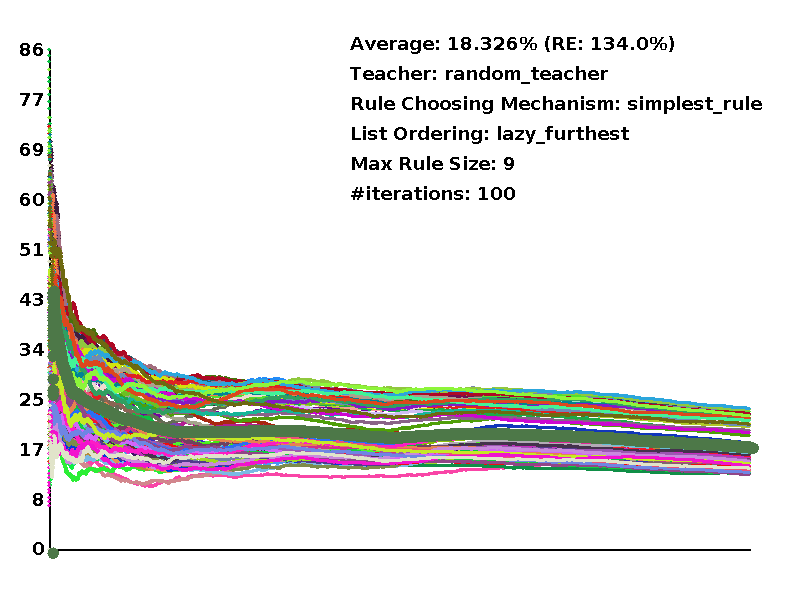 Average: 18.326% (RE: 134.0%)
Teacher: random_teacher
Rule Choosing Mechanism: simplest_rule
List Ordering: lazy_furthest
Max Rule Size: 9
#iterations: 100
86
77
69
60
51
43
34
25
17
8
0